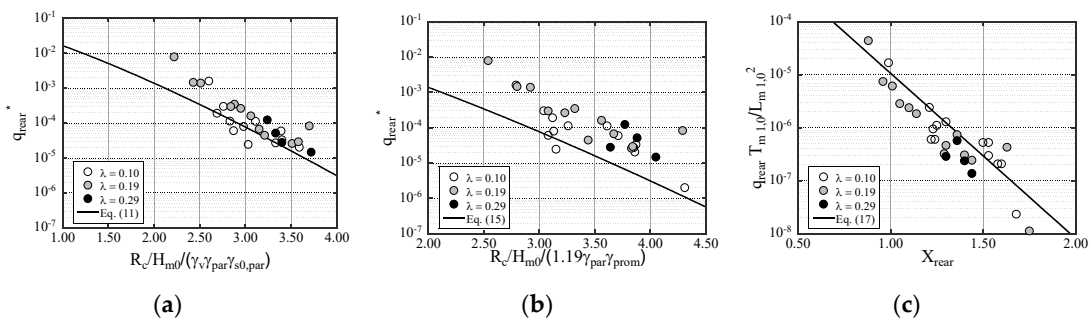 10⁻¹
10⁻²
10⁻³
10⁻⁴
10⁻⁵
10⁻⁶
10⁻⁷
q_rear*
λ = 0.10
λ = 0.19
λ = 0.29
Eq. (11)
1.00 1.50 2.00 2.50 3.00 3.50 4.00
R_c/H_m0/(γ_vγ_parγ_s0,par)
(a)
10⁻¹
10⁻²
10⁻³
10⁻⁴
10⁻⁵
10⁻⁶
10⁻⁷
q_rear*
λ = 0.10
λ = 0.19
λ = 0.29
Eq. (15)
2.00 2.50 3.00 3.50 4.00 4.50
R_c/H_m0/(1.19γ_parγ_prom)
(b)
10⁻⁴
10⁻⁵
10⁻⁶
10⁻⁷
10⁻⁸
q_rear T_m 1,0/L_m 1,0²
λ = 0.10
λ = 0.19
λ = 0.29
Eq. (17)
0.50 1.00 1.50 2.00
X_rear
(c)